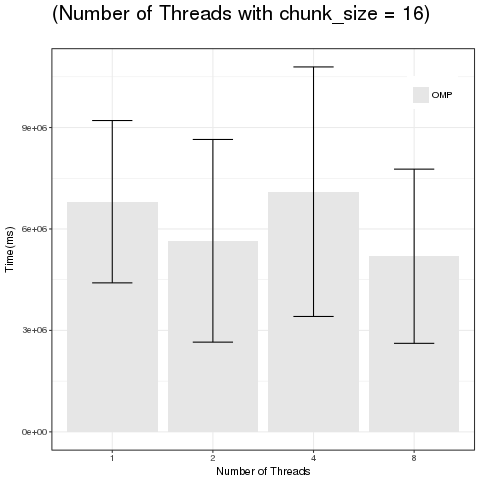 (Number of Threads with chunk_size = 16)
OMP
9e+06
6e+06
3e+06
0e+00
Time(ms)
1 2 4 8
Number of Threads